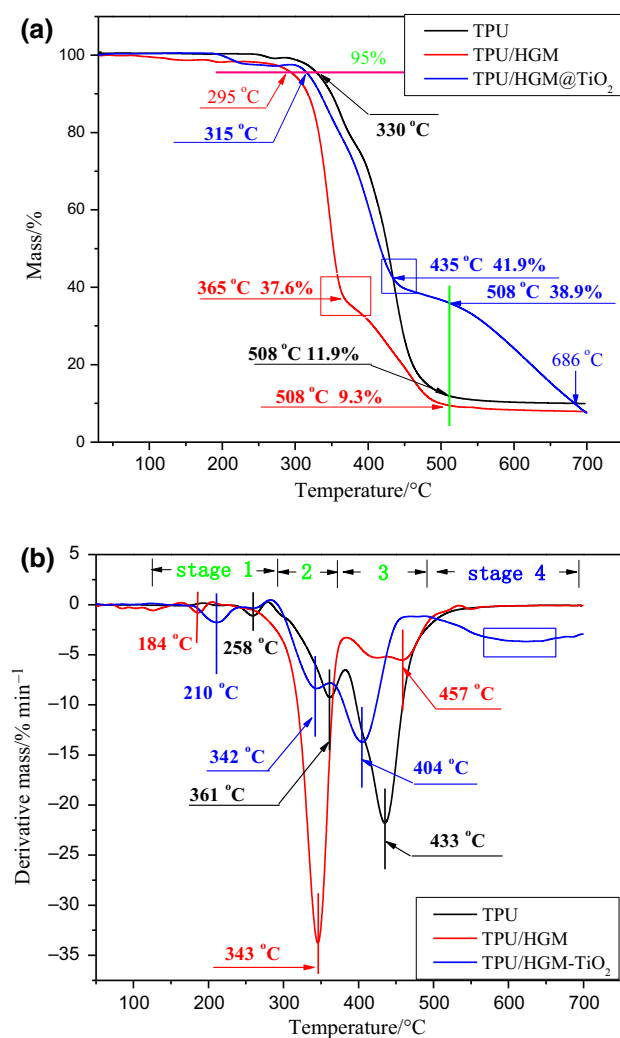 (a)
TPU
TPU/HGM
TPU/HGM@TiO₂
95%
295 °C
315 °C
330 °C
435 °C 41.9%
365 °C 37.6%
508 °C 38.9%
508 °C 11.9%
686 °C
508 °C 9.3%
100
80
60
40
20
0
Mass/%
100 200 300 400 500 600 700
Temperature/°C
(b)
stage 1 2 3 stage 4
184 °C
258 °C
210 °C
457 °C
342 °C
404 °C
361 °C
433 °C
343 °C
TPU
TPU/HGM
TPU/HGM-TiO₂
5
0
−5
−10
−15
−20
−25
−30
−35
Derivative mass/% min⁻¹
100 200 300 400 500 600 700
Temperature/°C